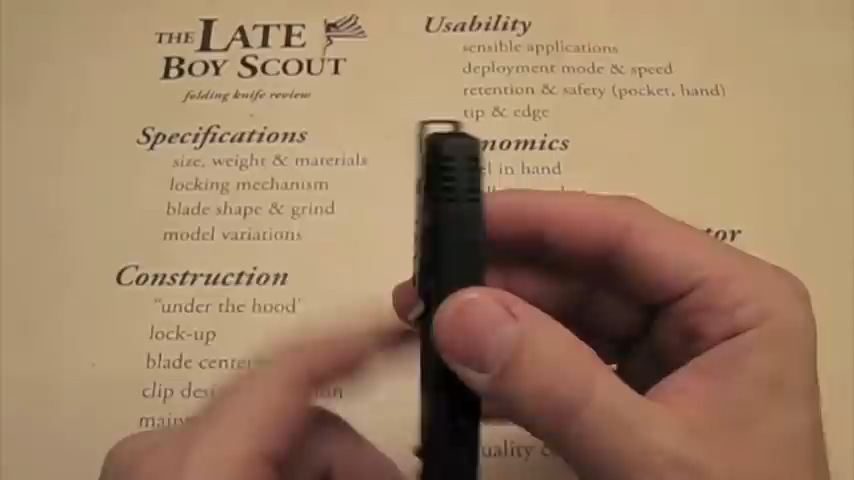 THE LATE
BOY SCOUT
folding knife review
Specifications
size, weight & materials
locking mechanism
blade shape & grind
model variations
Construction
"under the hood"
lock-up
blade
clip
Usability
sensible applications
deployment mode & speed
retention & safety (pocket, hand)
tip & edge
in hand